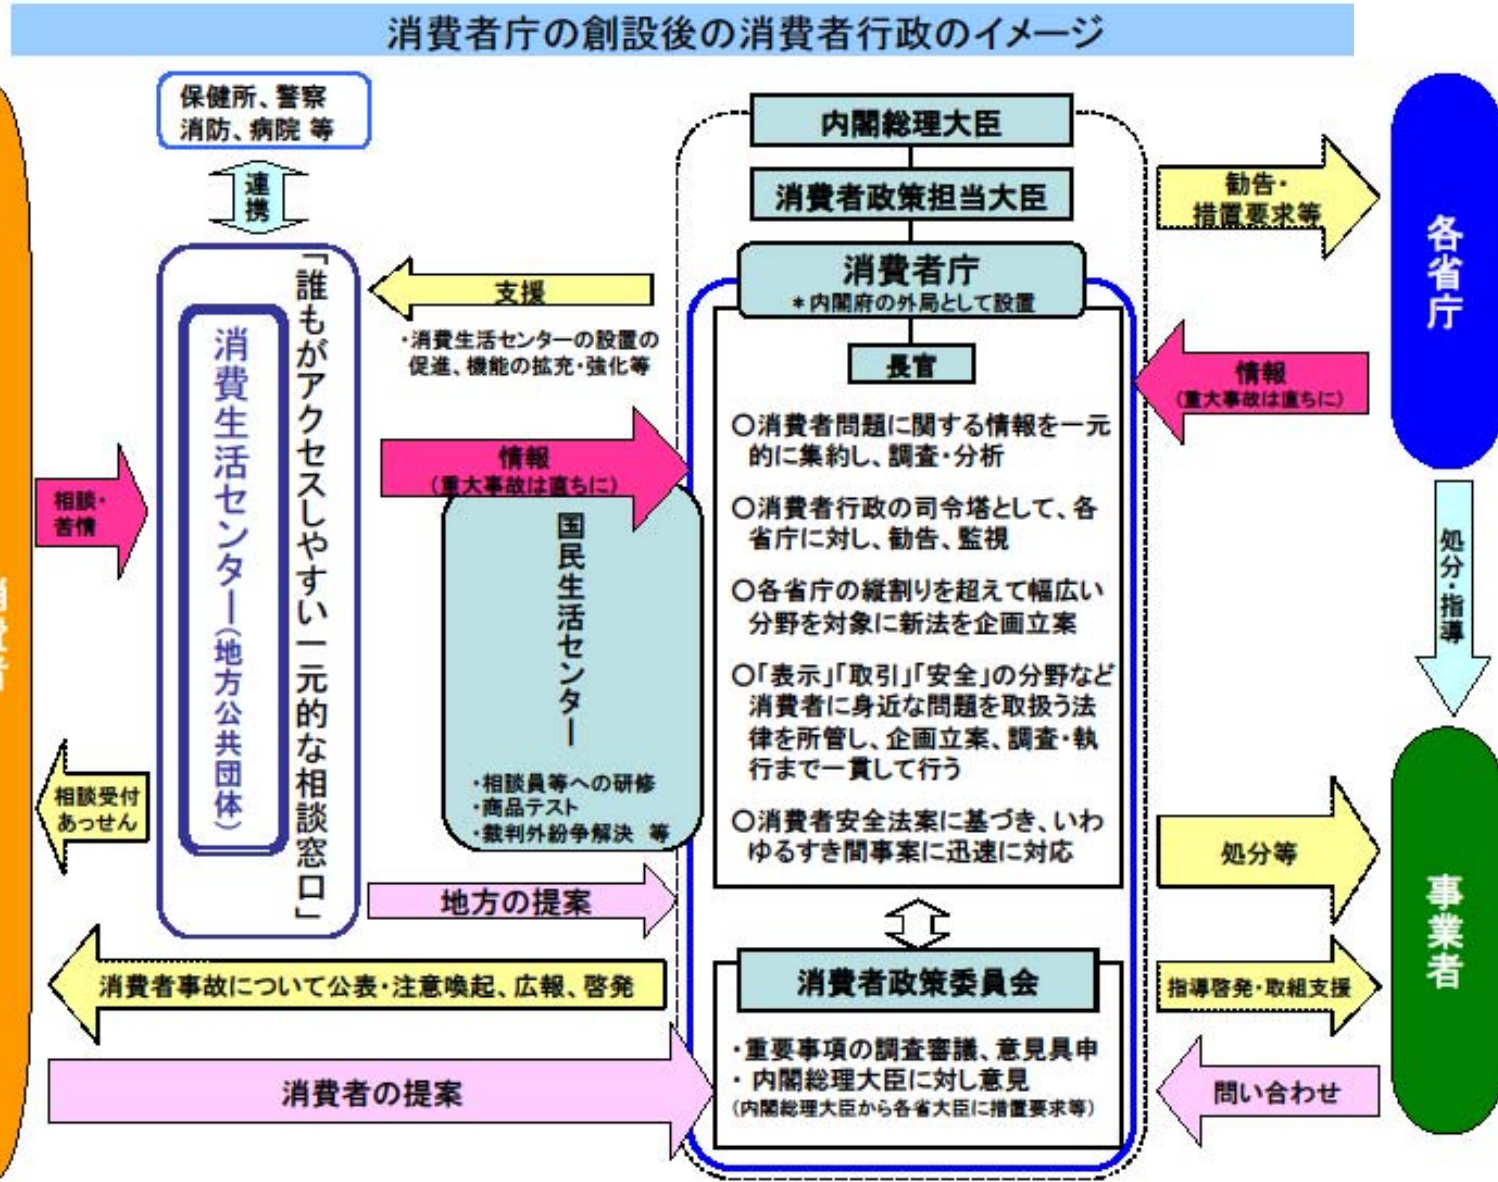 消費者庁の創設後の消費者行政のイメージ
保健所、警察
消防、病院 等
連携
「誰もがアクセスしやすい一元的な相談窓口」
消費生活センター(地方公共団体)
消費者
相談・
苦情
相談受付
あっせん
支援
・消費生活センターの設置の
促進、機能の拡充・強化等
情報
(重大事故は直ちに)
国民生活センター
・相談員等への研修
・商品テスト
・裁判外紛争解決 等
地方の提案
消費者事故について公表・注意喚起、広報、啓発
消費者の提案
内閣総理大臣
消費者政策担当大臣
消費者庁
*内閣府の外局として設置
長官
○消費者問題に関する情報を一元
的に集約し、調査・分析
○消費者行政の司令塔として、各
省庁に対し、勧告、監視
○各省庁の縦割りを超えて幅広い
分野を対象に新法を企画立案
○「表示」「取引」「安全」の分野など
消費者に身近な問題を取扱う法
律を所管し、企画立案、調査・執
行まで一貫して行う
○消費者安全法案に基づき、いわ
ゆるすき間事案に迅速に対応
消費者政策委員会
・重要事項の調査審議、意見具申
・内閣総理大臣に対し意見
(内閣総理大臣から各省大臣に措置要求等)
勧告・
措置要求等
各省庁
情報
(重大事故は直ちに)
処分・指導
処分等
指導啓発・取組支援
問い合わせ
事業者